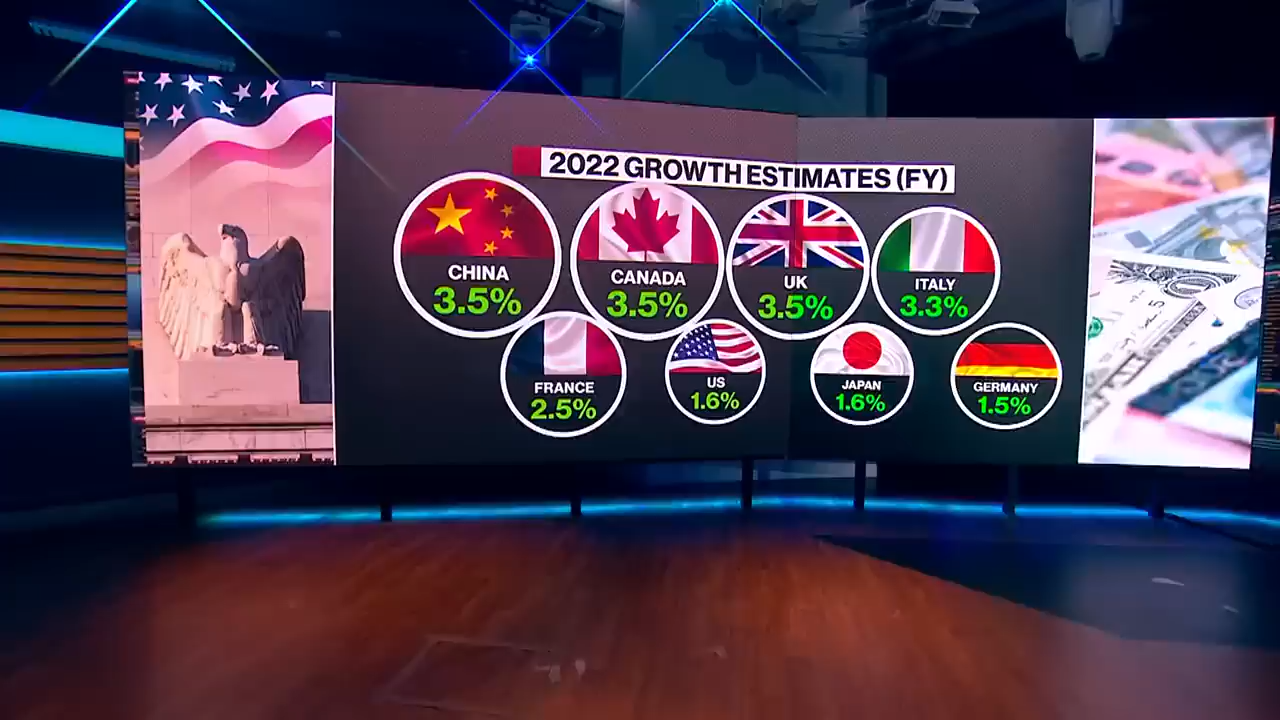 2022 GROWTH ESTIMATES (FY)
CHINA
3.5%
CANADA
3.5%
UK
3.5%
ITALY
3.3%
FRANCE
2.5%
US
1.6%
JAPAN
1.6%
GERMANY
1.5%